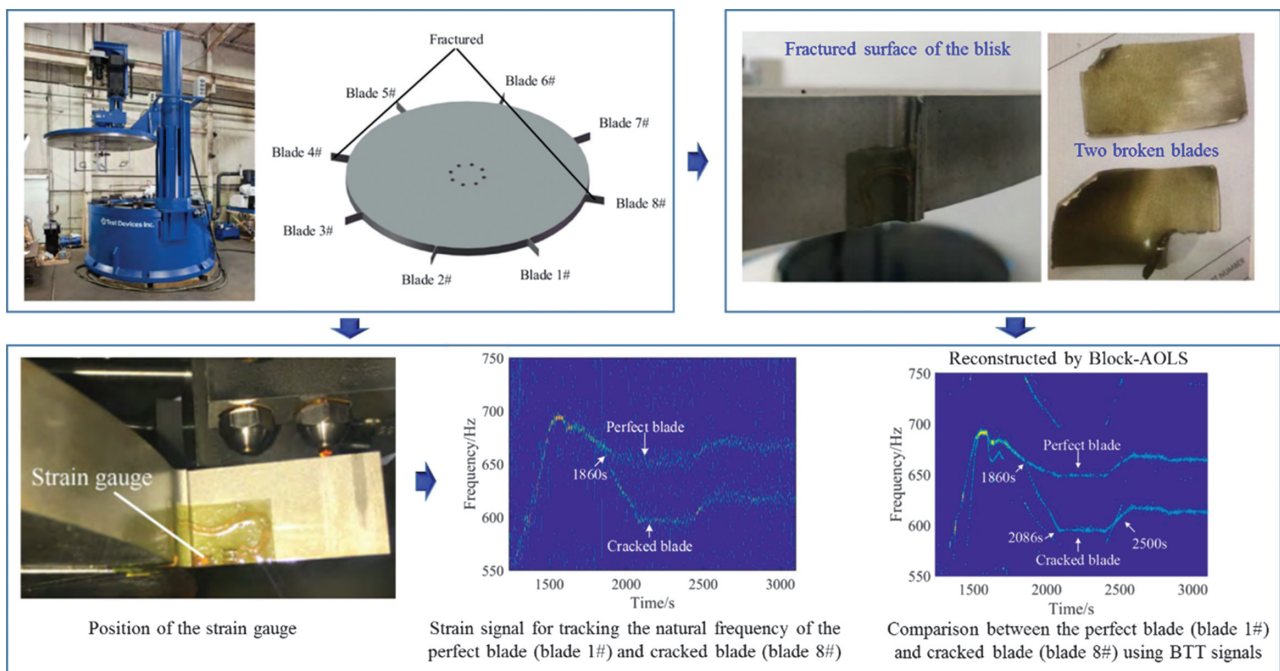 Test Devices Inc.
Fractured
Blade 5#
Blade 6#
Blade 7#
Blade 4#
Blade 8#
Blade 3#
Blade 2#
Blade 1#
Fractured surface of the blisk
Two broken blades
NUMBER
Strain gauge
Position of the strain gauge
750
700
650
600
550
Frequency/Hz
Perfect blade
1860s
Cracked blade
1500
2000
2500
3000
Time/s
Strain signal for tracking the natural frequency of the
perfect blade (blade 1#) and cracked blade (blade 8#)
Reconstructed by Block-AOLS
750
700
650
600
550
Frequency/Hz
Perfect blade
1860s
2086s
2500s
Cracked blade
1500
2000
2500
3000
Time/s
Comparison between the perfect blade (blade 1#)
and cracked blade (blade 8#) using BTT signals